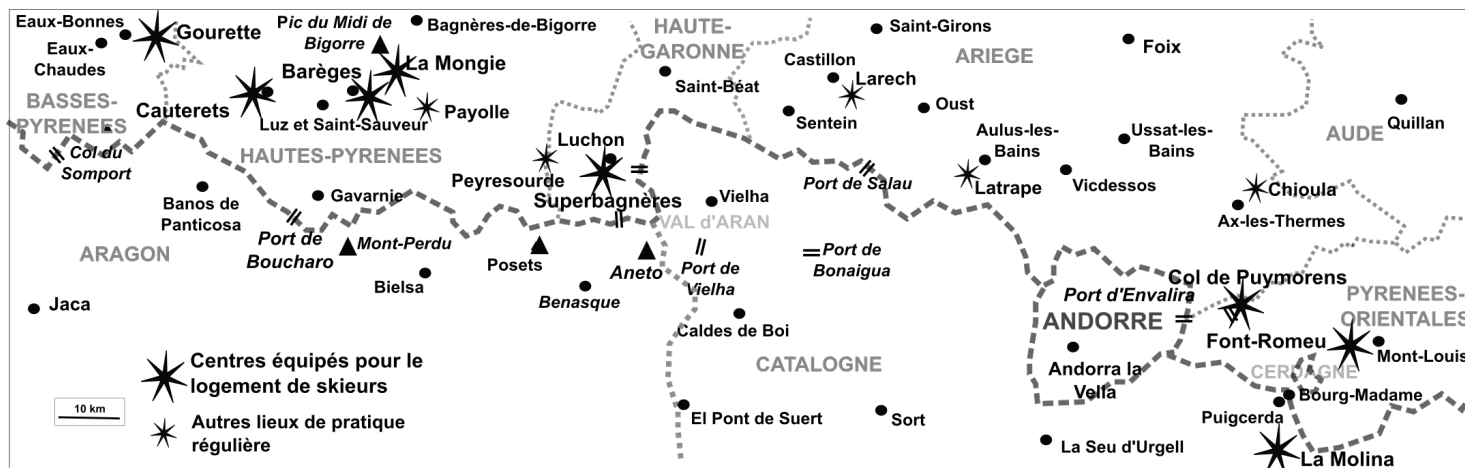 Eaux-Bonnes
Eaux-
Chaudes
Gourette
Pic du Midi de
Bigorre
Bagnères-de-Bigorre
La Mongie
Barèges
Cauterets
Luz et Saint-Sauveur
Payolle
BASSES-
PYRENEES
Col du
Somport
HAUTES-PYRENEES
HAUTE-
GARONNE
Saint-Béat
Saint-Girons
ARIEGE
Foix
Castillon
Larech
Sentein
Oust
Aulus-les-
Bains
Ussat-les-
Bains
AUDE
Quillan
Luchon
Peyresourde
Superbagnères
Vielha
VAL d'ARAN
Port de Salau
Latrape
Vicdessos
Chioula
Ax-les-Thermes
Banos de
Panticosa
Gavarnie
ARAGON
Port de
Boucharo
Mont-Perdu
Bielsa
Posets
Aneto
Benasque
Port de
Vielha
Port de
Bonaigua
Jaca
Caldes de Boi
Col de Puymorens
Port d'Envalira
ANDORRE
Font-Romeu
PYRENEES-
ORIENTALES
Mont-Louis
CERDAGNE
Andorra la
Vella
Bourg-Madame
Puigcerda
CATALOGNE
El Pont de Suert
Sort
La Seu d'Urgell
La Molina
Centres équipés pour le
logement de skieurs
10 km
Autres lieux de pratique
régulière